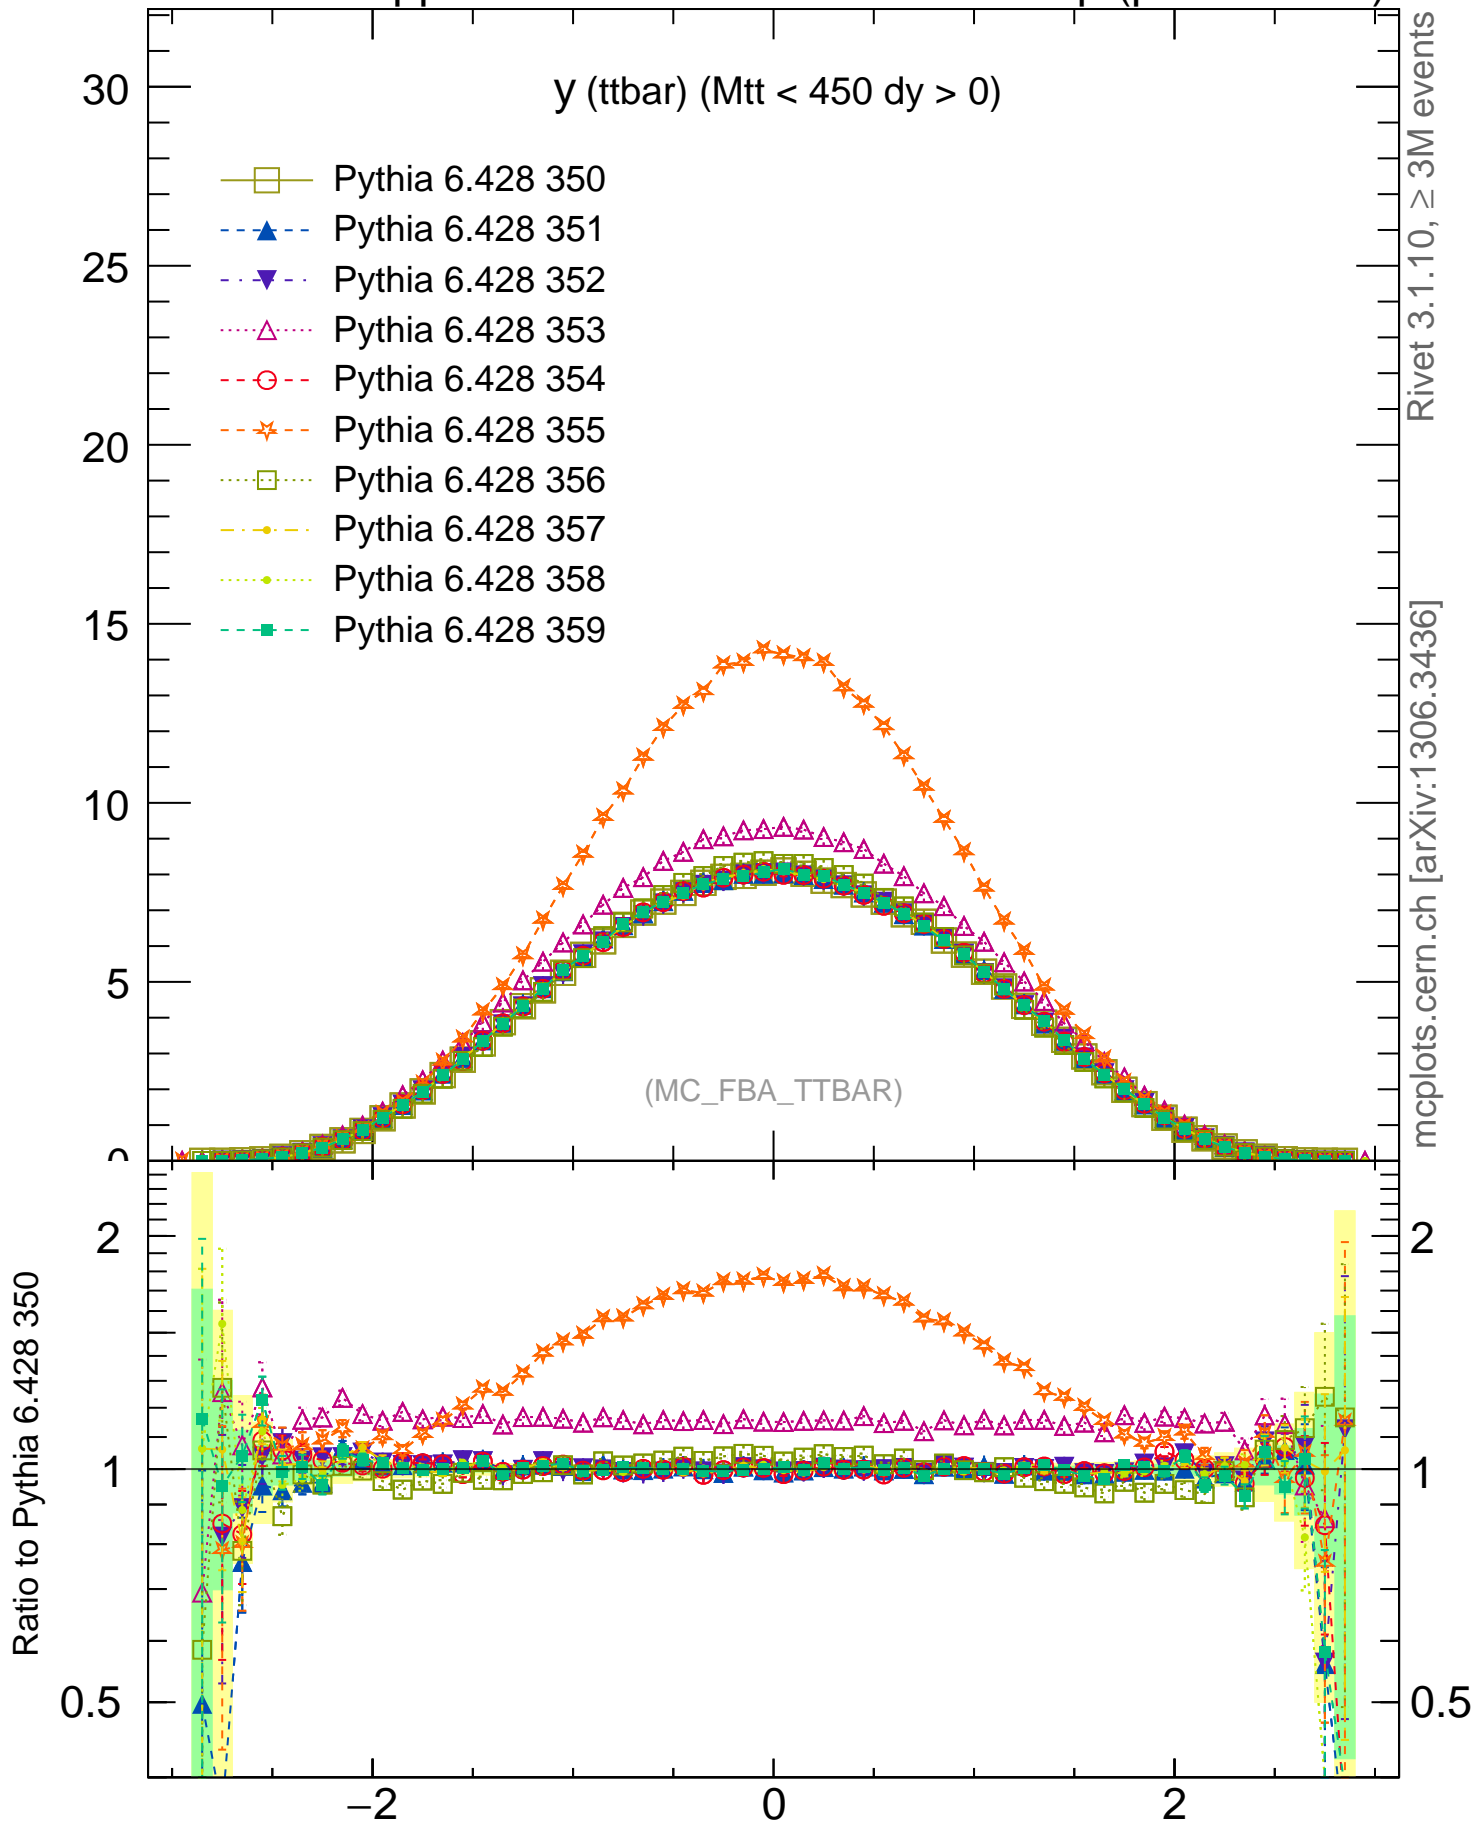 y (ttbar) (Mtt < 450 dy > 0)
30
25
20
15
10
5
0
Pythia 6.428 350
Pythia 6.428 351
Pythia 6.428 352
Pythia 6.428 353
Pythia 6.428 354
Pythia 6.428 355
Pythia 6.428 356
Pythia 6.428 357
Pythia 6.428 358
Pythia 6.428 359
(MC_FBA_TTBAR)
Rivet 3.1.10, ≥ 3M events
mcplots.cern.ch [arXiv:1306.3436]
Ratio to Pythia 6.428 350
2
1
0.5
2
1
0.5
−2
0
2